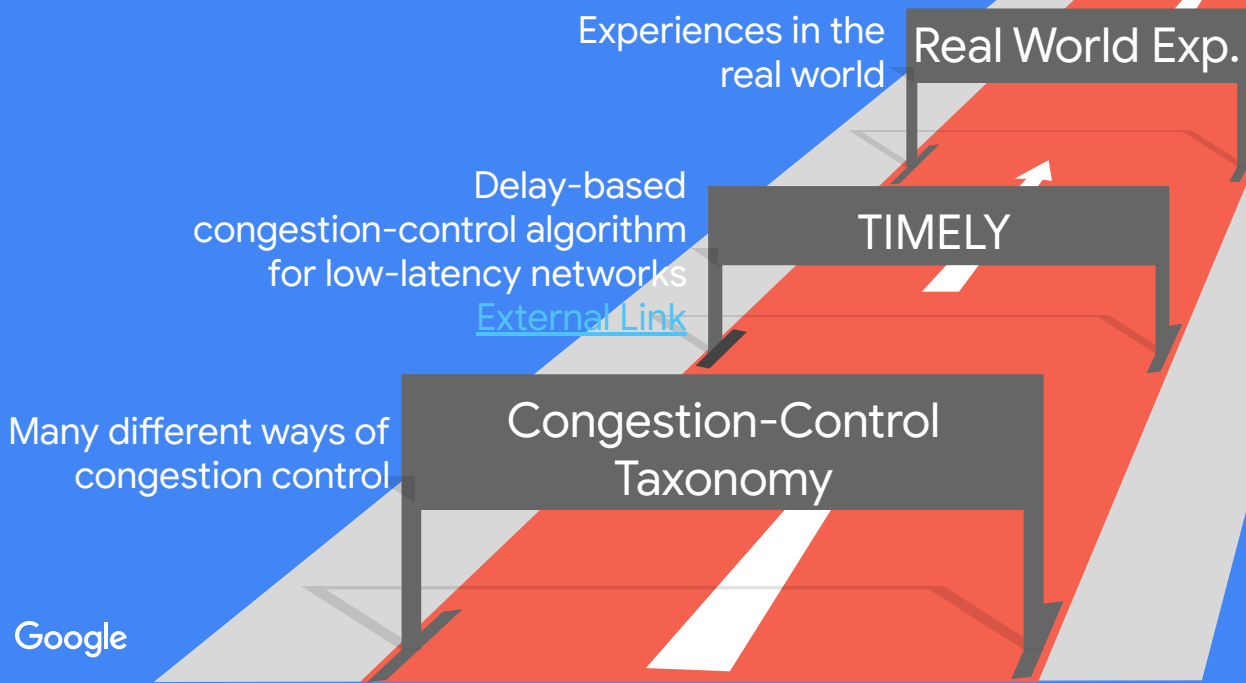 Experiences in the
real world
Real World Exp.
Delay-based
congestion-control algorithm
for low-latency networks
External Link
TIMELY
Many different ways of
congestion control
Congestion-Control
Taxonomy
Google